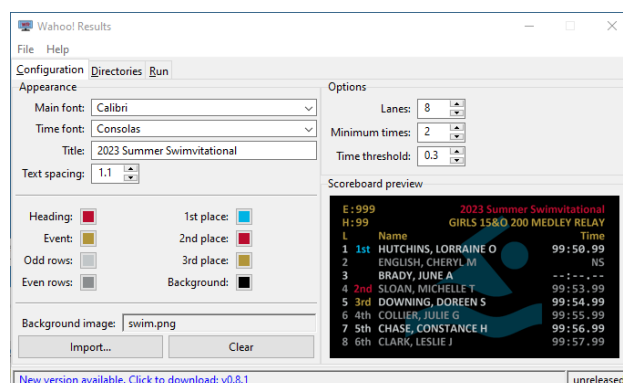 Wahoo! Results
File Help
Configuration Directories Run
Appearance
Main font: Calibri
Time font: Consolas
Title: 2023 Summer Swimvitational
Text spacing: 1.1
Heading: 1st place:
Event: 2nd place:
Odd rows: 3rd place:
Even rows: Background:
Background image: swim.png
Import... Clear
Options
Lanes: 8
Minimum times: 2
Time threshold: 0.3
Scoreboard preview
E:999 2023 Summer Swimvitational
H:99 GIRLS 15&O 200 MEDLEY RELAY
L Name Time
1 1st HUTCHINS, LORRAINE O 99:50.99
2 ENGLISH, CHERYL M NS
3 BRADY, JUNE A --:--.--
4 2nd SLOAN, MICHELLE T 99:53.99
5 3rd DOWNING, DOREEN S 99:54.99
6 4th COLLIER, JULIE G 99:55.99
7 5th CHASE, CONSTANCE H 99:56.99
8 6th CLARK, LESLIE J 99:57.99
New version available. Click to download: v0.8.1 unreleased